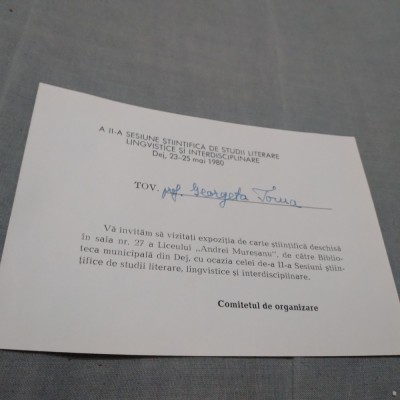 A II-A SESIUNE ȘTIINȚIFICĂ DE STUDII LITERARE
LINGVISTICE ȘI INTERDISCIPLINARE
Dej, 23-25 mai 1980
TOV. prof. Georgeta Torua
Vă invităm să vizitați expoziția de carte științifică deschisă
în sala nr. 27 a Liceului „Andrei Mureșanu", de către Biblio-
teca municipală din Dej, cu ocazia celei de-a II-a Sesiuni știin-
țifice de studii literare, lingvistice și interdisciplinare.
Comitetul de organizare